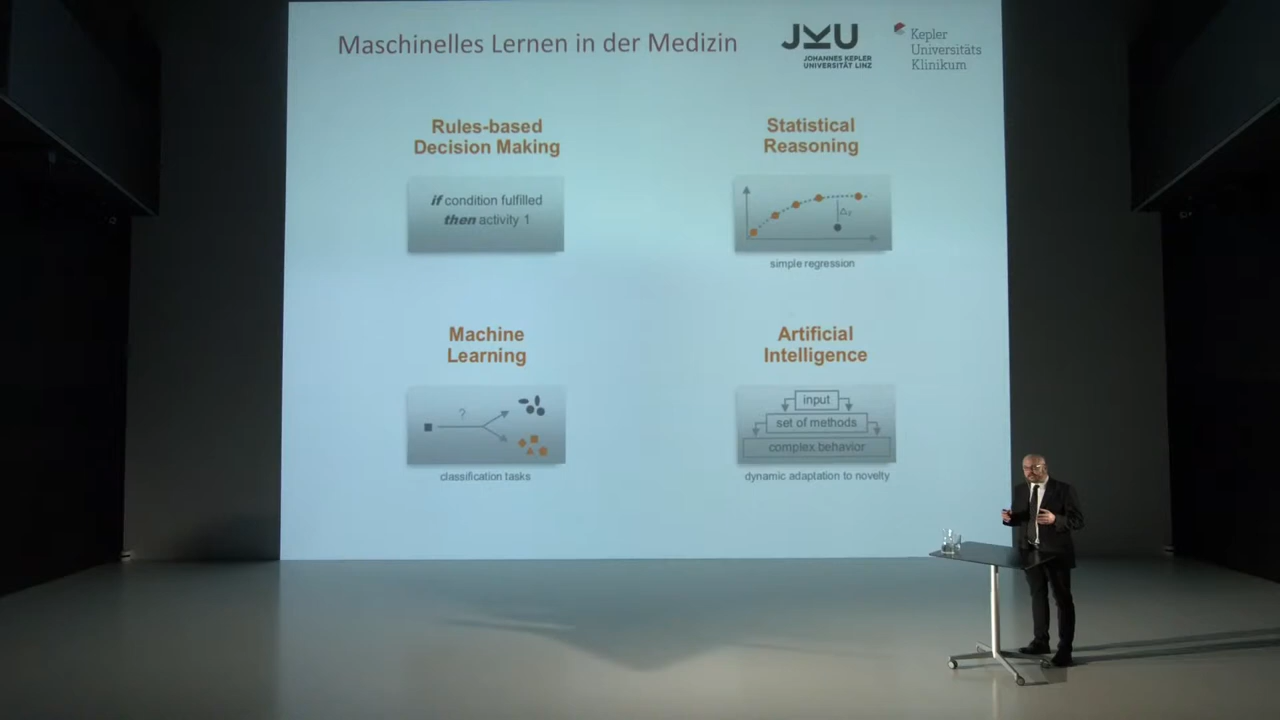 Maschinelles Lernen in der Medizin
JKU
JOHANNES KEPLER
UNIVERSITÄT LINZ
Kepler
Universitäts
Klinikum
Rules-based
Decision Making
if condition fulfilled
then activity 1
Statistical
Reasoning
simple regression
Machine
Learning
?
classification tasks
Artificial
Intelligence
input
set of methods
complex behavior
dynamic adaptation to novelty